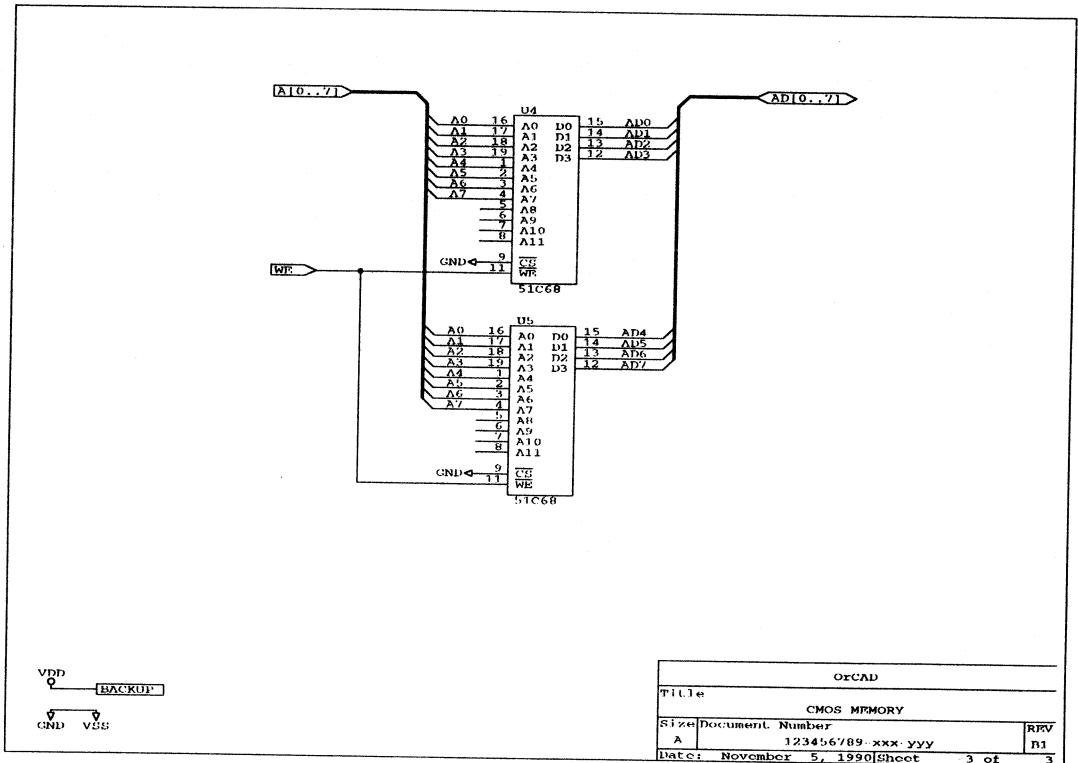 A[0..7]
AD[0..7]
U4
A0 16 A0 D0 15 AD0
A1 17 A1 D1 14 AD1
A2 18 A2 D2 13 AD2
A3 19 A3 D3 12 AD3
A4 1 A4
A5 2 A5
A6 3 A6
A7 4 A7
5 A8
6 A9
7 A10
8 A11
GND 9 CS
WE 11 WE
51C68
U5
A0 16 A0 D0 15 AD4
A1 17 A1 D1 14 AD5
A2 18 A2 D2 13 AD6
A3 19 A3 D3 12 AD7
A4 1 A4
A5 2 A5
A6 3 A6
A7 4 A7
5 A8
6 A9
7 A10
8 A11
GND 9 CS
11 WE
51C68
VDD
BACKUP
GND VSS
OrCAD
Title
CMOS MEMORY
Size Document Number REV
A 123456789-xxx-yyy B1
Date: November 5, 1990 Sheet 3 of 3